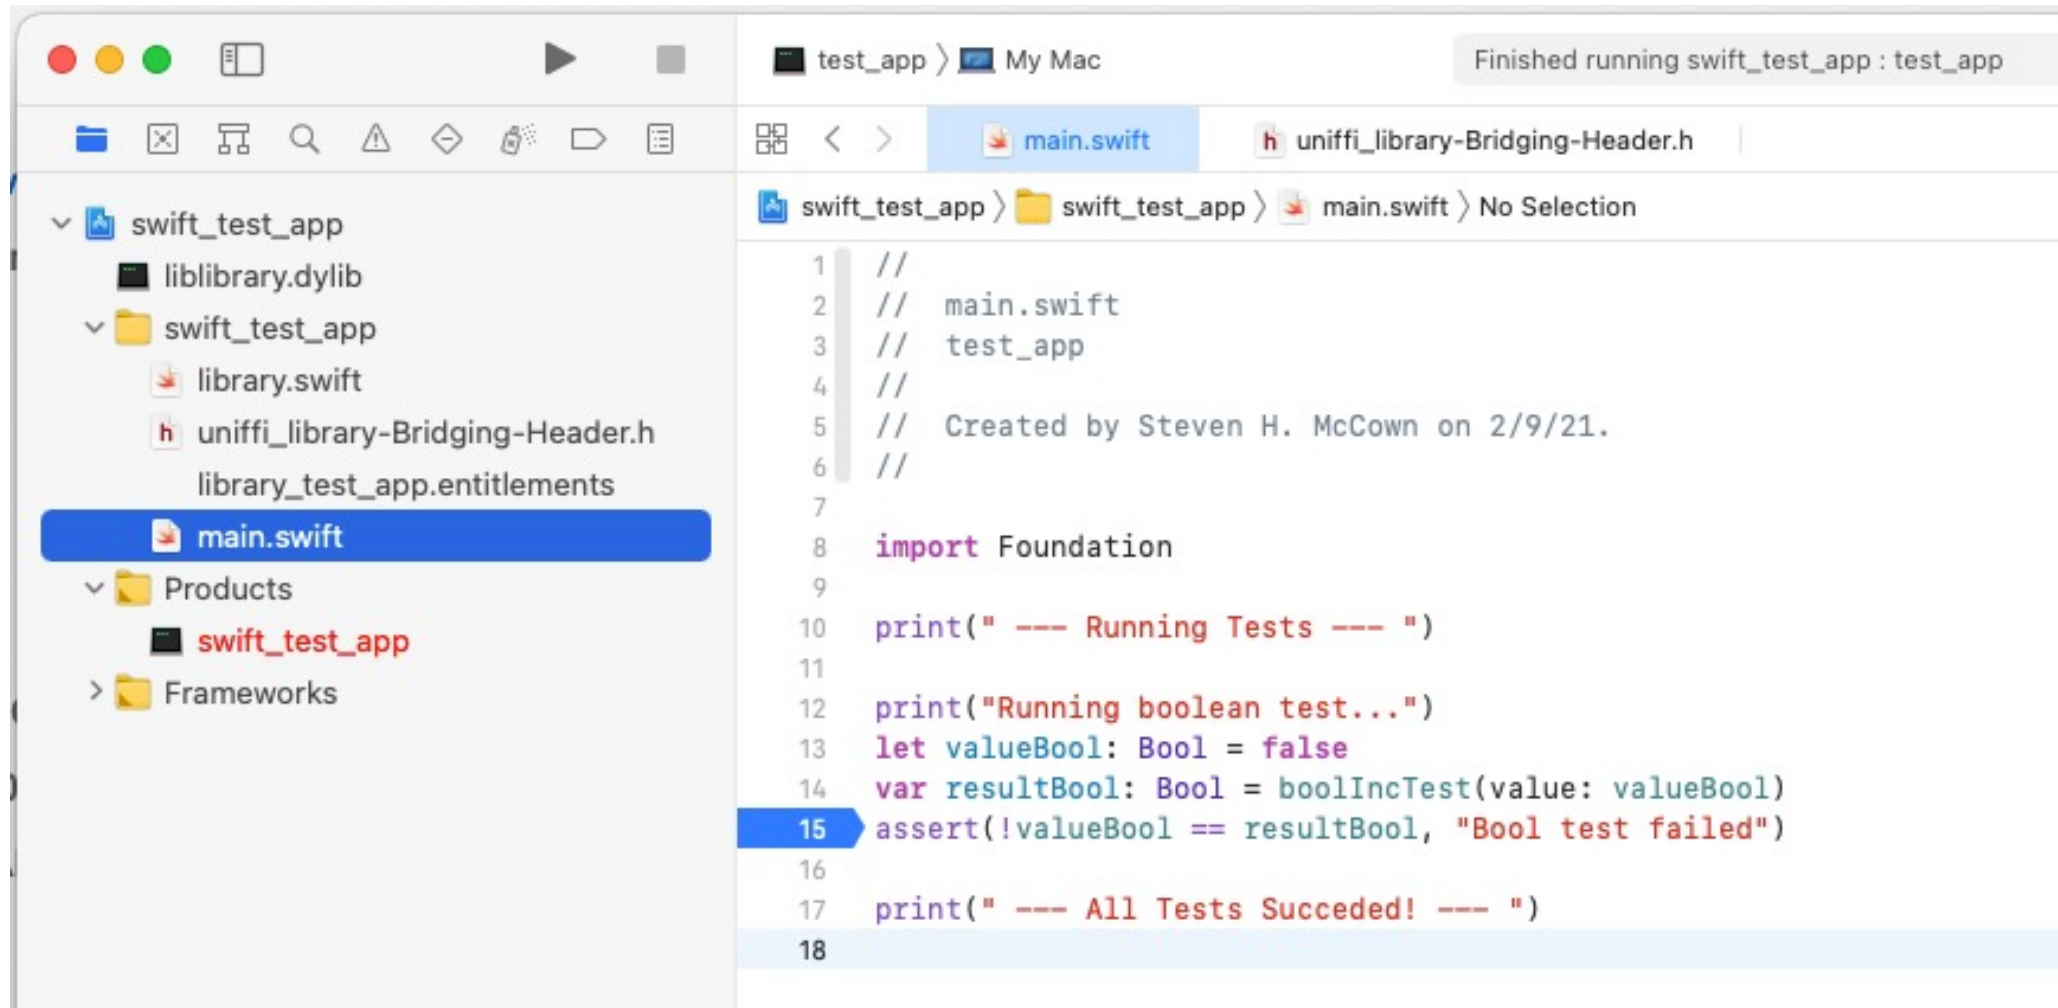 test_app 〉 My Mac
Finished running swift_test_app : test_app
main.swift
uniffi_library-Bridging-Header.h
swift_test_app 〉 swift_test_app 〉 main.swift 〉 No Selection
swift_test_app
liblibrary.dylib
swift_test_app
library.swift
uniffi_library-Bridging-Header.h
library_test_app.entitlements
main.swift
Products
swift_test_app
Frameworks
1 //
2 //  main.swift
3 //  test_app
4 //
5 //  Created by Steven H. McCown on 2/9/21.
6 //
7
8 import Foundation
9
10 print(" --- Running Tests --- ")
11
12 print("Running boolean test...")
13 let valueBool: Bool = false
14 var resultBool: Bool = boolIncTest(value: valueBool)
15 assert(!valueBool == resultBool, "Bool test failed")
16
17 print(" --- All Tests Succeded! --- ")
18